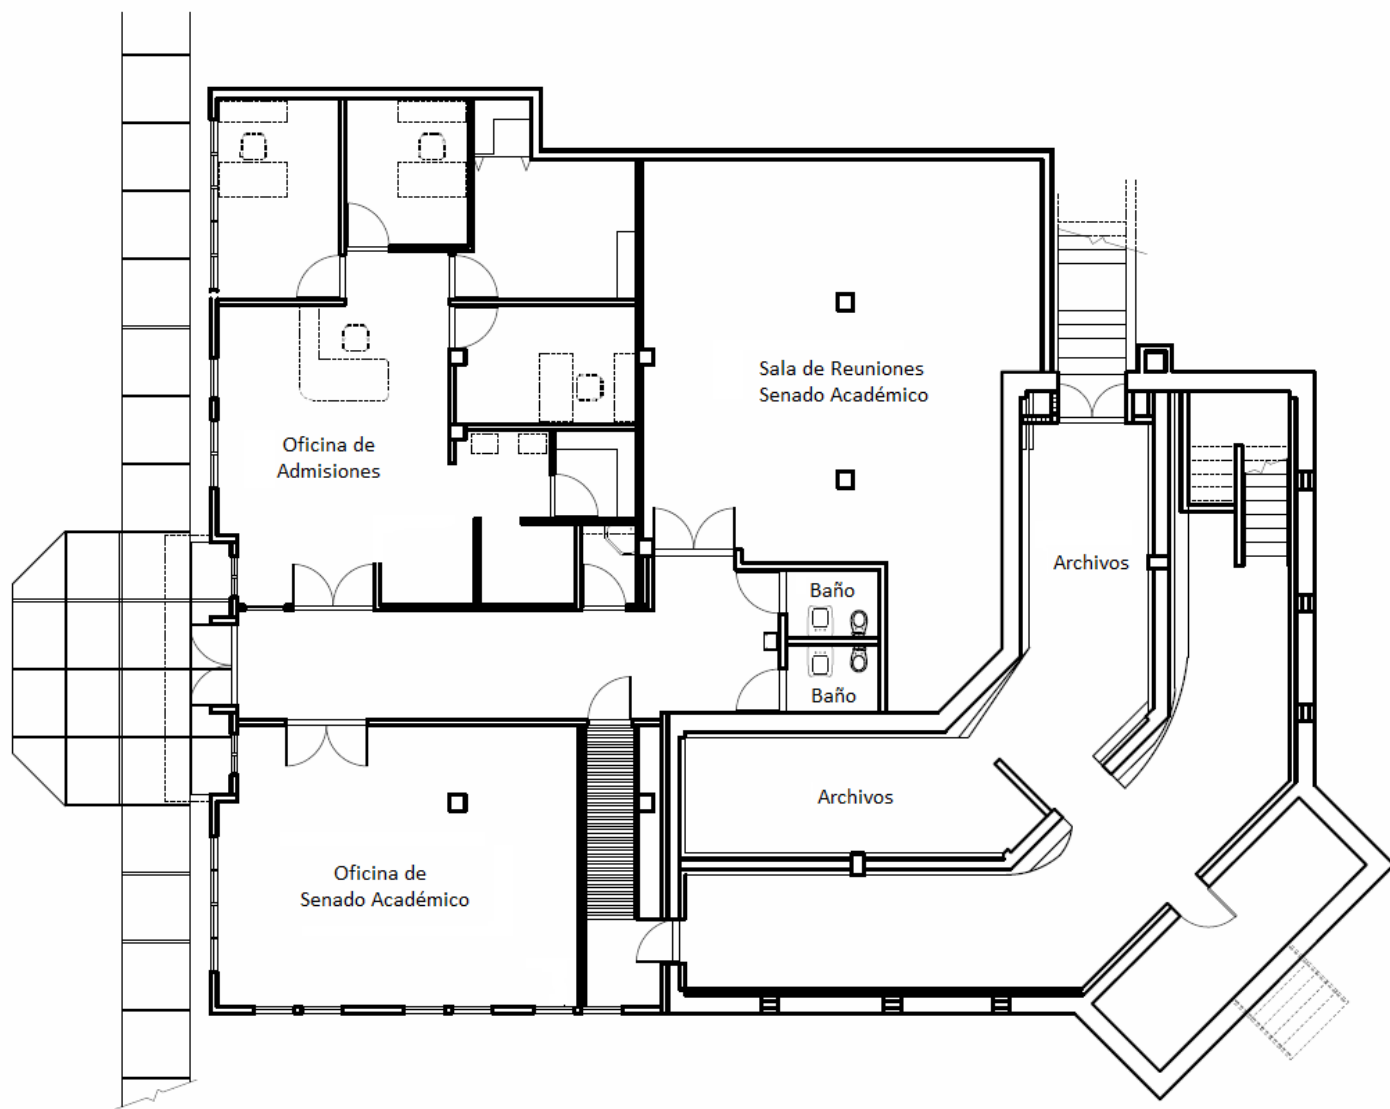 Sala de Reuniones
Senado Académico
Oficina de
Admisiones
Archivos
Baño
Baño
Archivos
Oficina de
Senado Académico